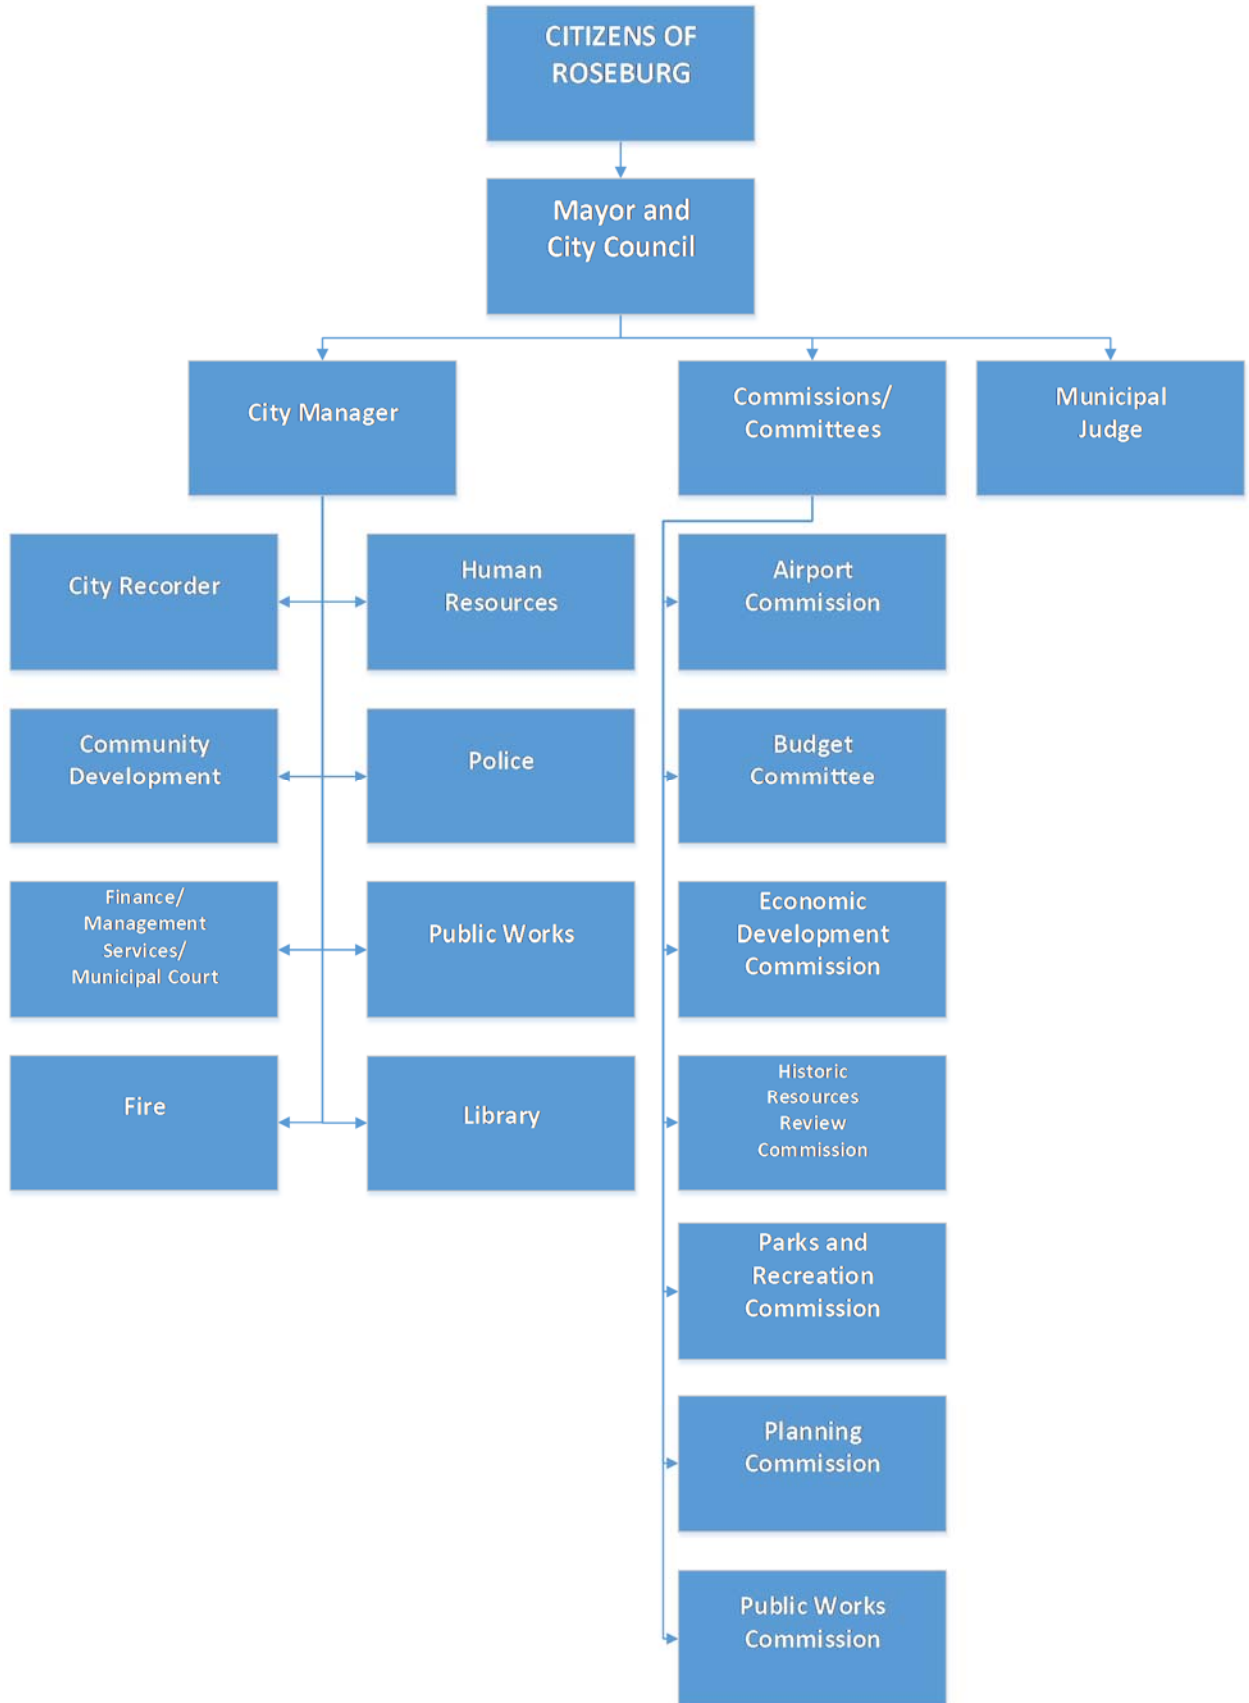 CITIZENS OF
ROSEBURG
Mayor and
City Council
City Manager
Commissions/
Committees
Municipal
Judge
City Recorder
Human
Resources
Airport
Commission
Community
Development
Police
Budget
Committee
Finance/
Management
Services/
Municipal Court
Public Works
Economic
Development
Commission
Fire
Library
Historic
Resources
Review
Commission
Parks and
Recreation
Commission
Planning
Commission
Public Works
Commission